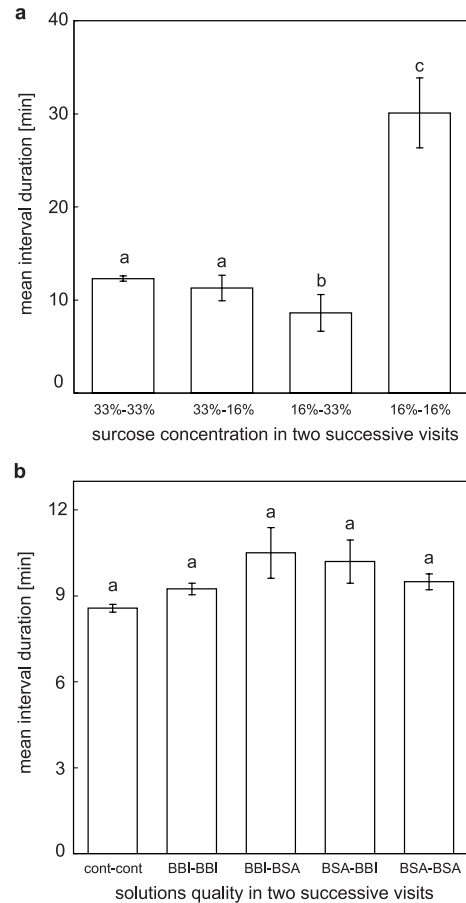 a
mean interval duration [min]
40
30
20
10
0
a
a
b
c
33%-33%
33%-16%
16%-33%
16%-16%
surcose concentration in two successive visits
b
mean interval duration [min]
12
9
6
3
0
a
a
a
a
a
cont-cont
BBI-BBI
BBI-BSA
BSA-BBI
BSA-BSA
solutions quality in two successive visits